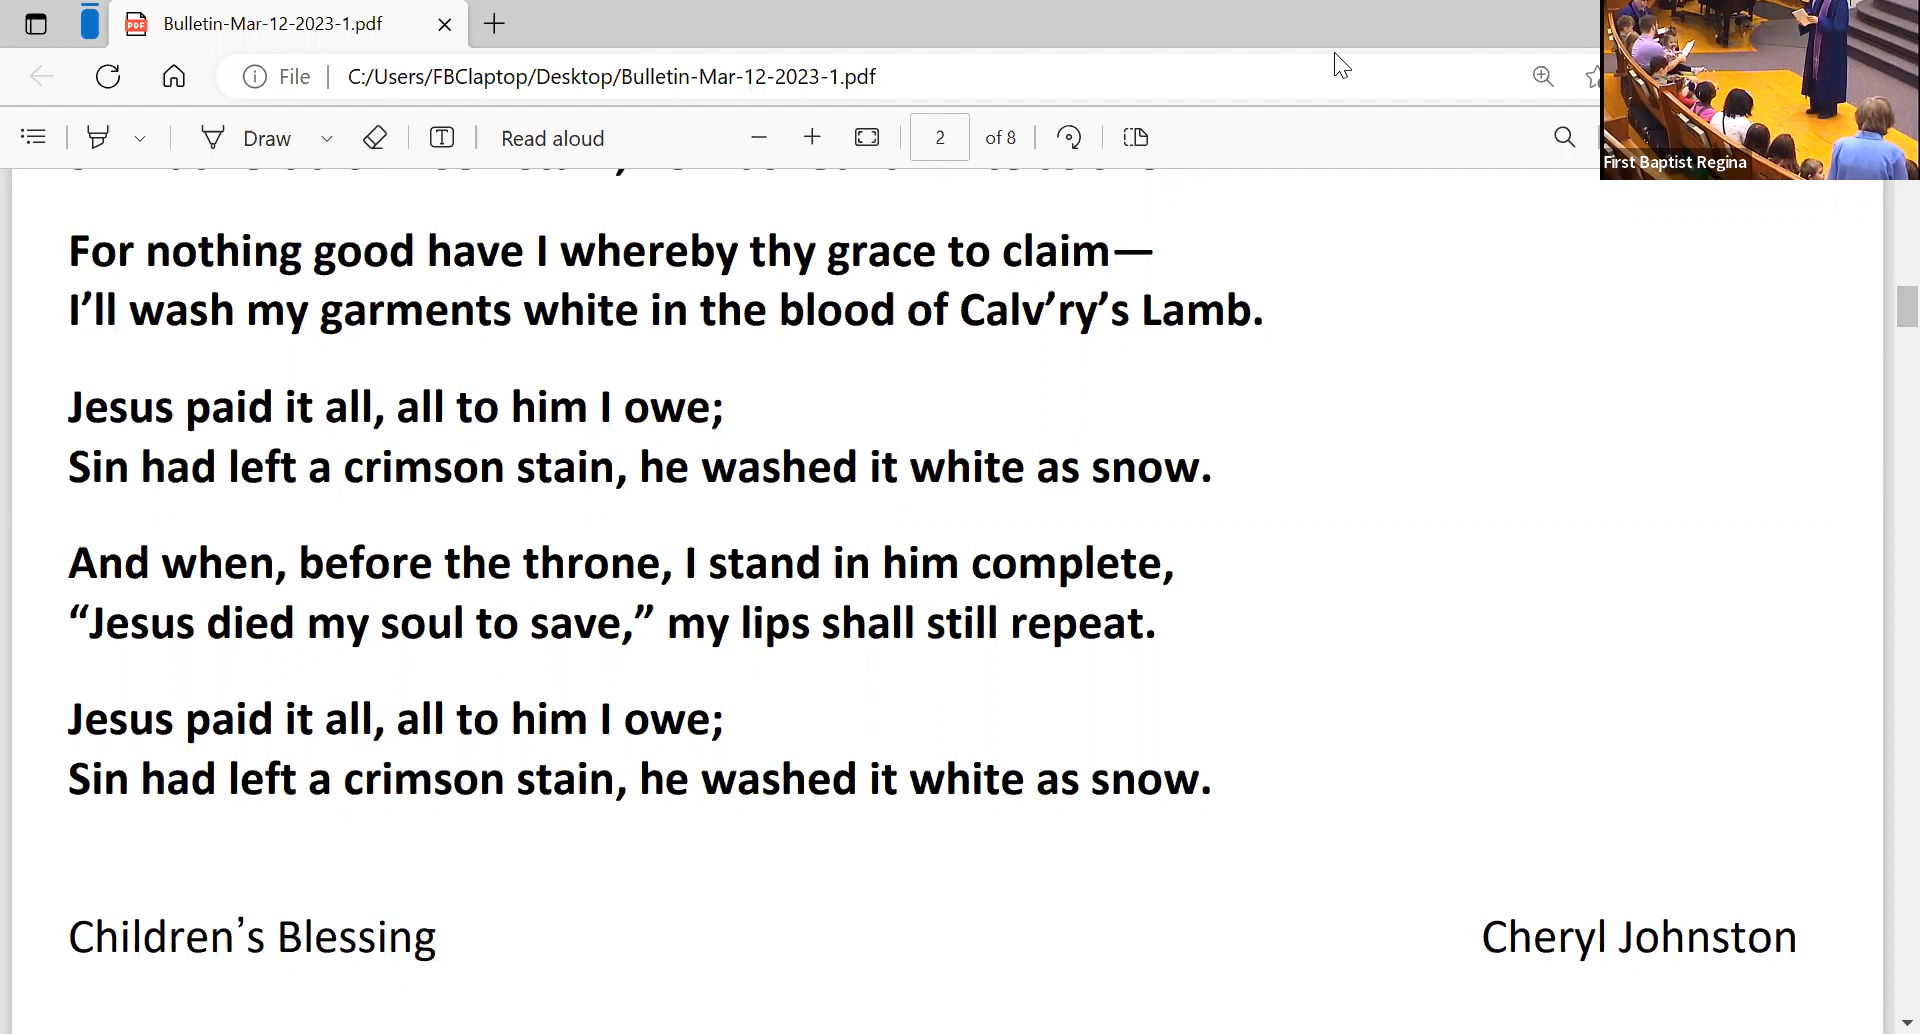 Bulletin-Mar-12-2023-1.pdf
File
C:/Users/FBClaptop/Desktop/Bulletin-Mar-12-2023-1.pdf
Draw
Read aloud
2 of 8
First Baptist Regina
For nothing good have I whereby thy grace to claim—
I’ll wash my garments white in the blood of Calv’ry’s Lamb.
Jesus paid it all, all to him I owe;
Sin had left a crimson stain, he washed it white as snow.
And when, before the throne, I stand in him complete,
“Jesus died my soul to save,” my lips shall still repeat.
Jesus paid it all, all to him I owe;
Sin had left a crimson stain, he washed it white as snow.
Children’s Blessing Cheryl Johnston